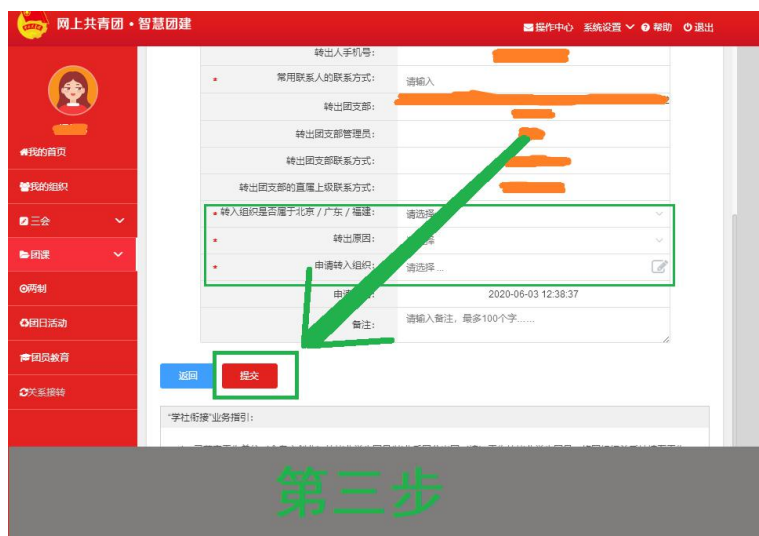 网上共青团·智慧团建
操作中心 系统设置 帮助 退出
转出人手机号:
* 常用联系人的联系方式: 请输入
转出团支部:
转出团支部管理员:
我的首页
转出团支部联系方式:
我的组织
转出团支部的直属上级联系方式:
三会
* 转入组织是否属于北京/广东/福建: 请选择
* 转出原因:
团课
* 申请转入组织: 请选择 ...
两制
2020-06-03 12:38:37
团日活动
备注: 请输入备注，最多100个字......
团员教育
返回 提交
关系接转
“学社衔接”业务指引:
第三步